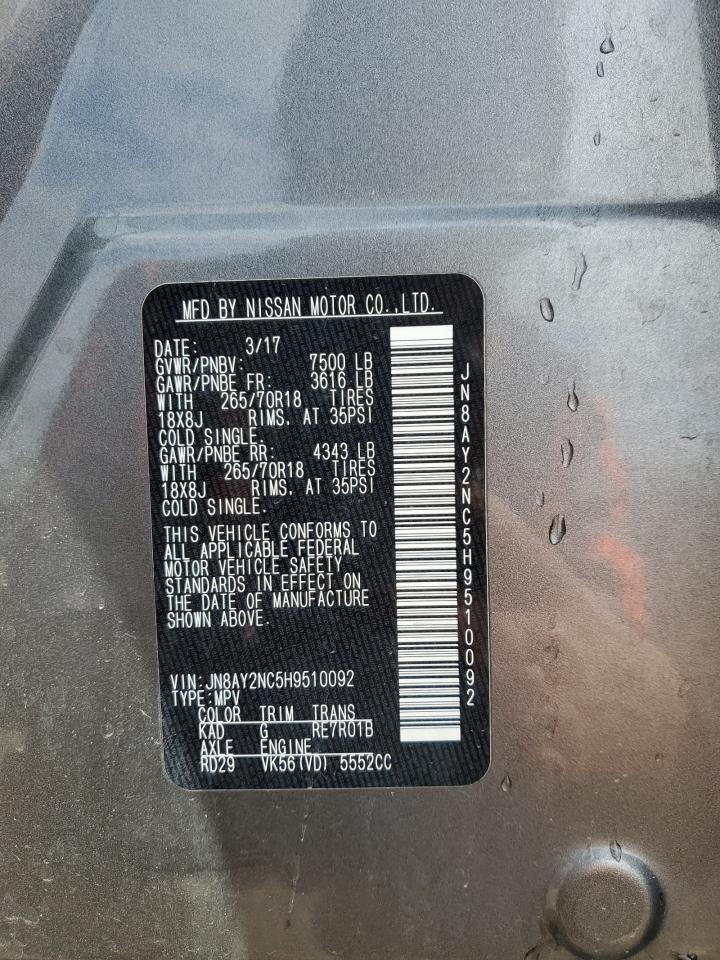 MFD BY NISSAN MOTOR CO.,LTD.
DATE: 3/17
GVWR/PNBV: 7500 LB
GAWR/PNBE FR: 3616 LB
WITH 265/70R18 TIRES
18X8J RIMS. AT 35PSI
COLD SINGLE.
GAWR/PNBE RR: 4343 LB
WITH 265/70R18 TIRES
18X8J RIMS. AT 35PSI
COLD SINGLE.
THIS VEHICLE CONFORMS TO
ALL APPLICABLE FEDERAL
MOTOR VEHICLE SAFETY
STANDARDS IN EFFECT ON
THE DATE OF MANUFACTURE
SHOWN ABOVE.
VIN:JN8AY2NC5H9510092
TYPE:MPV
COLOR TRIM TRANS
KAD G RE7R01B
AXLE ENGINE
RD29 VK56(VD) 5552CC
JN8AY2NC5H9510092